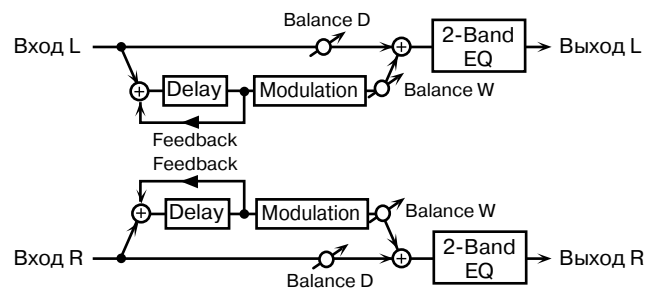 Balance D
Вход L
2-Band
EQ
Выход L
Delay
Modulation
Balance W
Feedback
Feedback
Delay
Modulation
Balance W
Вход R
Balance D
2-Band
EQ
Выход R